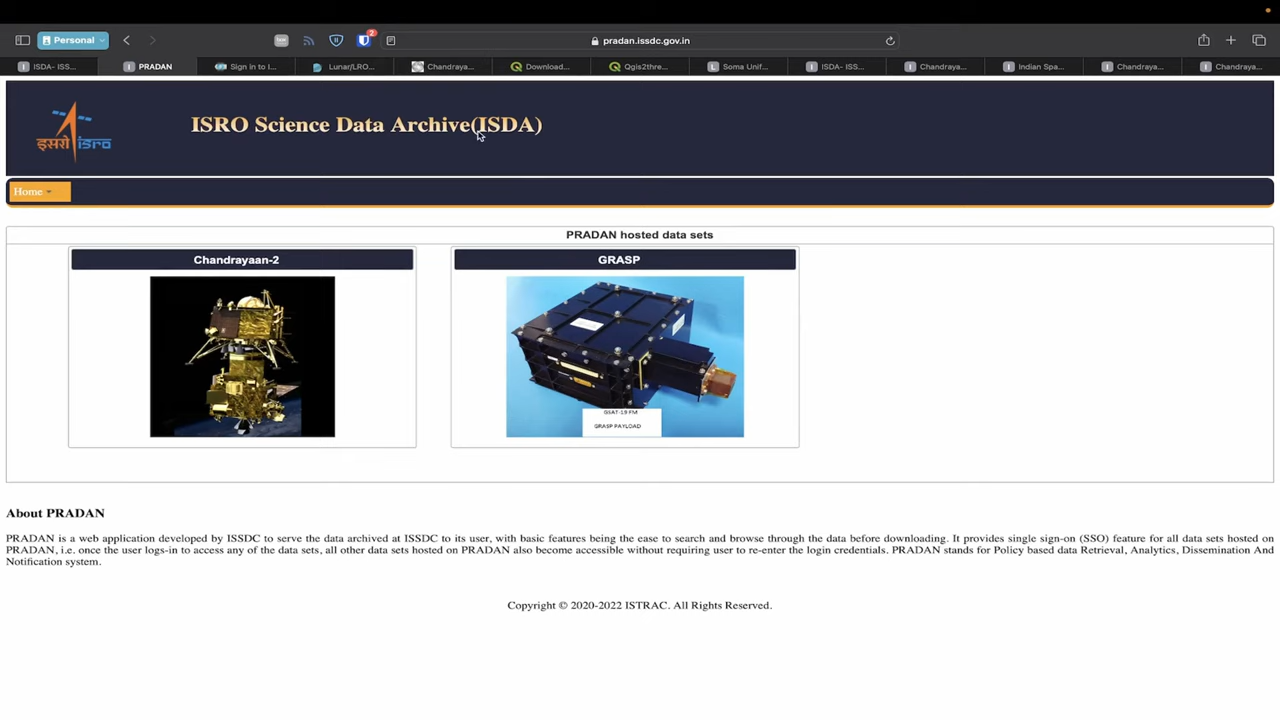 Personal
2
pradan.issdc.gov.in
ISDA- ISS...
PRADAN
Sign in to I...
Lunar/LRO...
Chandraya...
Download...
Qgis2thre...
Soma Unif...
ISDA- ISS...
Chandraya...
Indian Spa...
Chandraya...
Chandraya...
ISRO Science Data Archive(ISDA)
इसरो isro
Home
PRADAN hosted data sets
Chandrayaan-2
GRASP
GSAT-19 FM
GRASP PAYLOAD
About PRADAN
PRADAN is a web application developed by ISSDC to serve the data archived at ISSDC to its user, with basic features being the ease to search and browse through the data before downloading. It provides single sign-on (SSO) feature for all data sets hosted on
PRADAN, i.e. once the user logs-in to access any of the data sets, all other data sets hosted on PRADAN also become accessible without requiring user to re-enter the login credentials. PRADAN stands for Policy based data Retrieval, Analytics, Dissemination And
Notification system.
Copyright © 2020-2022 ISTRAC. All Rights Reserved.